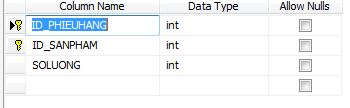 Column Name Data Type Allow Nulls
ID_PHIEUHANG int
ID_SANPHAM int
SOLUONG int